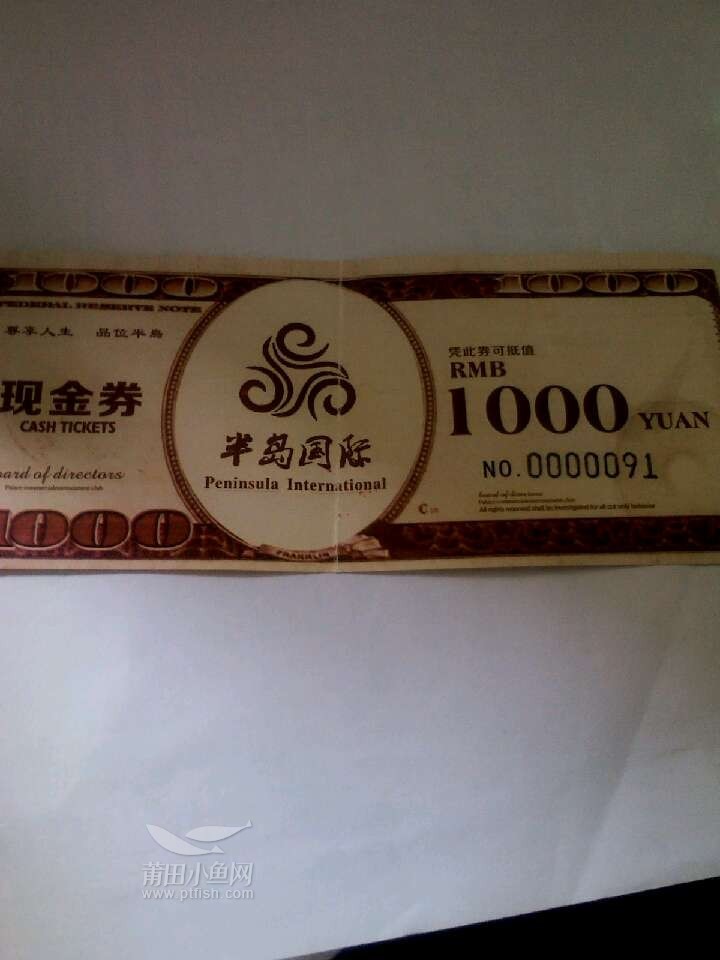 1000
1000
FEDERAL RESERVE NOTE
尊享人生 品位半岛
现金券
CASH TICKETS
ard of directors
1000
半岛国际
Peninsula International
FRANKLIN
凭此券可抵值
RMB
1000 YUAN
NO. 0000091
莆田小鱼网
www.ptfish.com